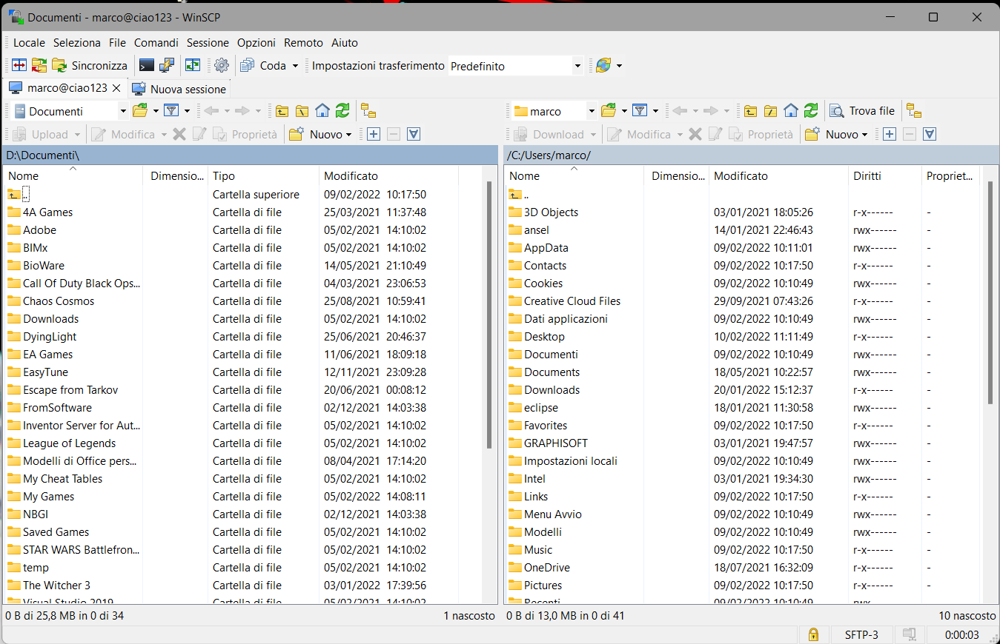 Documenti - marco@ciao123 - WinSCP
Locale Seleziona File Comandi Sessione Opzioni Remoto Aiuto
Sincronizza Coda Impostazioni trasferimento Predefinito
marco@ciao123 Nuova sessione
Documenti
Upload Modifica Proprietà Nuovo
D:\Documenti\
Nome Dimensio... Tipo Modificato
.. Cartella superiore 09/02/2022 10:17:50
4A Games Cartella di file 25/03/2021 11:37:48
Adobe Cartella di file 05/02/2021 14:10:02
BIMx Cartella di file 05/02/2021 14:10:02
BioWare Cartella di file 14/05/2021 21:10:49
Call Of Duty Black Ops... Cartella di file 04/03/2021 23:06:53
Chaos Cosmos Cartella di file 25/08/2021 10:59:41
Downloads Cartella di file 05/02/2021 14:10:02
DyingLight Cartella di file 25/06/2021 20:46:37
EA Games Cartella di file 11/06/2021 18:09:18
EasyTune Cartella di file 12/11/2021 23:09:28
Escape from Tarkov Cartella di file 20/06/2021 00:08:12
FromSoftware Cartella di file 02/12/2021 14:03:38
Inventor Server for Aut... Cartella di file 05/02/2021 14:10:02
League of Legends Cartella di file 05/02/2021 14:10:02
Modelli di Office pers... Cartella di file 08/04/2021 17:14:20
My Cheat Tables Cartella di file 05/02/2021 14:10:02
My Games Cartella di file 05/02/2022 14:08:11
NBGI Cartella di file 02/12/2021 14:03:38
Saved Games Cartella di file 05/02/2021 14:10:02
STAR WARS Battlefron... Cartella di file 05/02/2021 14:10:02
temp Cartella di file 05/02/2021 14:10:02
The Witcher 3 Cartella di file 03/01/2022 17:39:56
Visual Studio 2019 Cartella di file 05/02/2021 14:10:02
0 B di 25,8 MB in 0 di 34 1 nascosto
marco Trova file
Download Modifica Proprietà Nuovo
/C:/Users/marco/
Nome Dimensio... Modificato Diritti Propriet...
..
3D Objects 03/01/2021 18:05:26 r-x------ -
ansel 14/01/2021 22:46:43 rwx------ -
AppData 09/02/2022 10:11:01 rwx------ -
Contacts 09/02/2022 10:17:50 r-x------ -
Cookies 09/02/2022 10:10:49 rwx------ -
Creative Cloud Files 29/09/2021 07:43:26 r-x------ -
Dati applicazioni 09/02/2022 10:10:49 rwx------ -
Desktop 10/02/2022 11:11:49 r-x------ -
Documenti 09/02/2022 10:10:49 rwx------ -
Documents 18/05/2021 10:22:57 rwx------ -
Downloads 20/01/2022 15:12:37 r-x------ -
eclipse 18/01/2021 11:30:58 rwx------ -
Favorites 09/02/2022 10:17:50 r-x------ -
GRAPHISOFT 03/01/2021 19:47:57 rwx------ -
Impostazioni locali 09/02/2022 10:10:49 rwx------ -
Intel 03/01/2021 19:34:30 rwx------ -
Links 09/02/2022 10:17:50 r-x------ -
Menu Avvio 09/02/2022 10:10:49 rwx------ -
Modelli 09/02/2022 10:10:49 rwx------ -
Music 09/02/2022 10:17:50 r-x------ -
OneDrive 18/07/2021 16:32:09 r-x------ -
Pictures 09/02/2022 10:17:50 r-x------ -
Recenti 09/02/2022 10:10:49 rwx------ -
0 B di 13,0 MB in 0 di 41 10 nascosto
SFTP-3 0:00:03